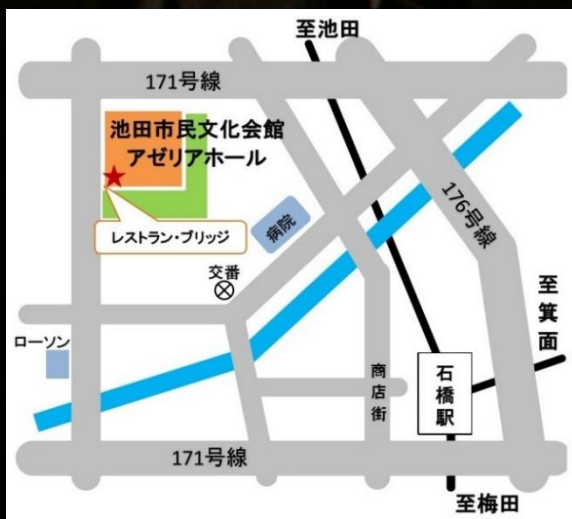 至池田
171号線
池田市民文化会館
アゼリアホール
レストラン・ブリッジ
病院
176号線
交番
至箕面
ローソン
商店街
石橋駅
171号線
至梅田